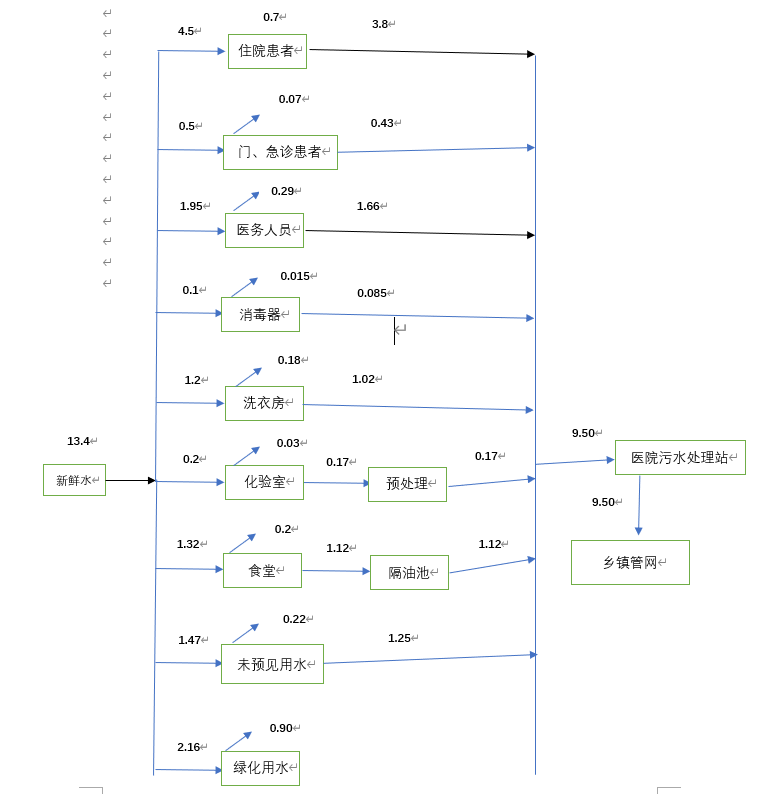 0.7
4.5
3.8
住院患者
0.07
0.5
0.43
门、急诊患者
0.29
1.95
1.66
医务人员
0.015
0.1
0.085
消毒器
0.18
1.2
1.02
洗衣房
13.4
新鲜水
0.03
0.2
0.17
0.17
化验室
预处理
9.50
医院污水处理站
9.50
乡镇管网
0.2
1.32
1.12
1.12
食堂
隔油池
0.22
1.47
1.25
未预见用水
0.90
2.16
绿化用水